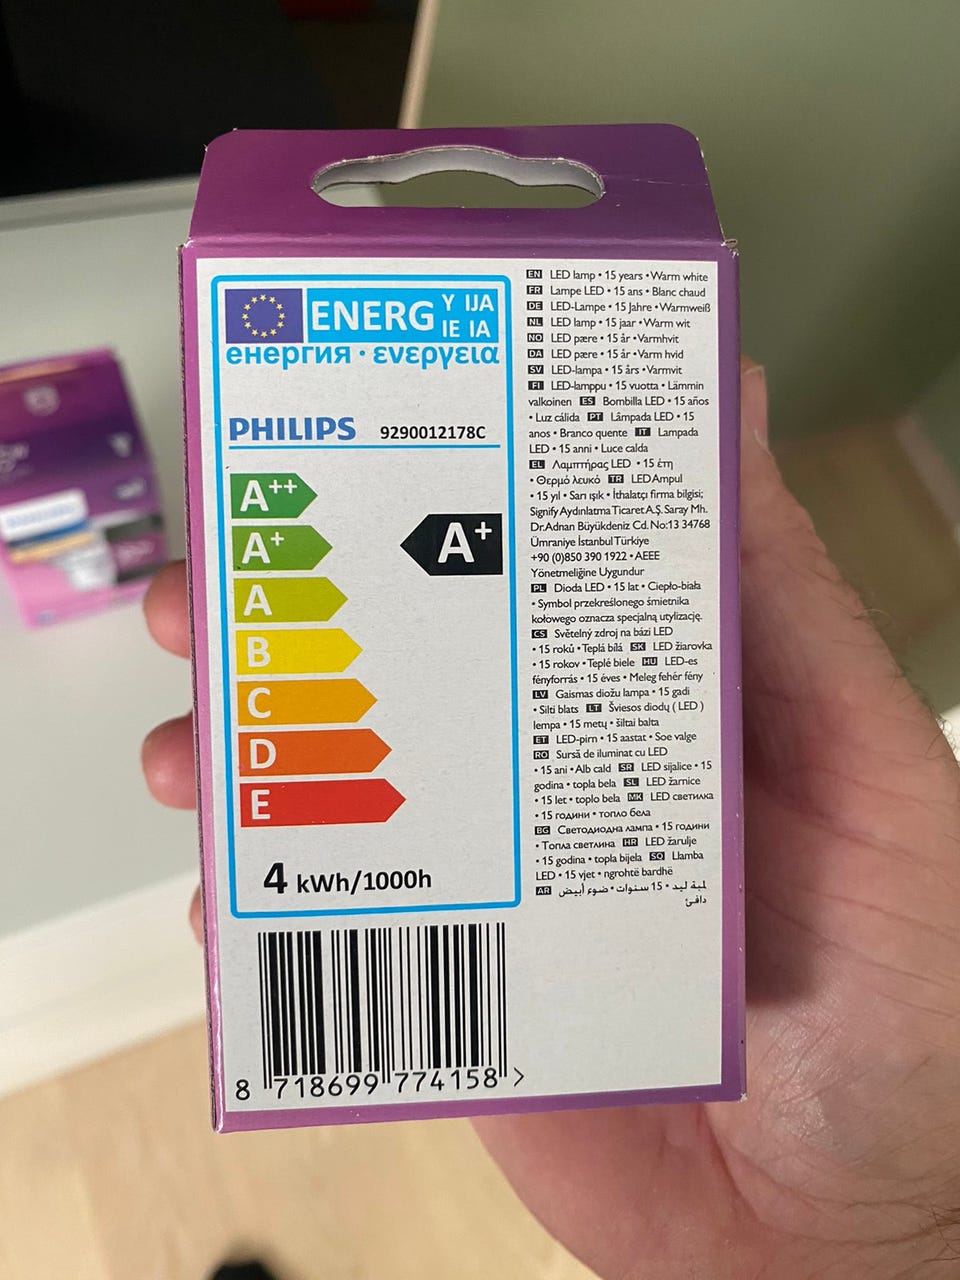 ENERG Y IJA
IE IA
енергия · ενεργεια
PHILIPS 9290012178C
A++
A+
A+
A
B
C
D
E
4 kWh/1000h
8 718699 774158 >
EN LED lamp • 15 years • Warm white
FR Lampe LED • 15 ans • Blanc chaud
DE LED-Lampe • 15 Jahre • Warmweiß
NL LED lamp • 15 jaar • Warm wit
NO LED pære • 15 år • Varmhvit
DA LED pære • 15 år • Varm hvid
SV LED-lampa • 15 års • Varmvit
FI LED-lamppu • 15 vuotta • Lämmin
valkoinen ES Bombilla LED • 15 años
• Luz cálida PT Lâmpada LED • 15
anos • Branco quente IT Lampada
LED • 15 anni • Luce calda
EL Λαμπτήρας LED • 15 έτη
• Θερμό λευκό TR LED Ampul
• 15 yıl • Sarı ışık • İthalatçı firma bilgisi;
Signify Aydınlatma Ticaret A.Ş. Saray Mh.
Dr.Adnan Büyükdeniz Cd. No:13 34768
Ümraniye İstanbul Türkiye
+90 (0)850 390 1922 • AEEE
Yönetmeliğine Uygundur
PL Dioda LED • 15 lat • Ciepło-biała
• Symbol przekreślonego śmietnika
kołowego oznacza specjalną utylizację.
CS Světelný zdroj na bázi LED
• 15 roků • Teplá bílá SK LED žiarovka
• 15 rokov • Teplé biele HU LED-es
fényforrás • 15 éves • Meleg fehér fény
LV Gaismas diožu lampa • 15 gadi
• Silti blats LT Šviesos diodų ( LED )
lempa • 15 metų • šiltai balta
ET LED-pirn • 15 aastat • Soe valge
RO Sursă de iluminat cu LED
• 15 ani • Alb cald SR LED sijalice • 15
godina • topla bela SL LED žarnice
• 15 let • toplo bela MK LED светилка
• 15 години • топло бела
BG Светодиодна лампа • 15 години
• Топла светлина HR LED žarulje
• 15 godina • topla bijela SQ Llamba
LED • 15 vjet • ngrohtë bardhë
AR لمبة ليد • 15 سنوات • ضوء أبيض
دافئ